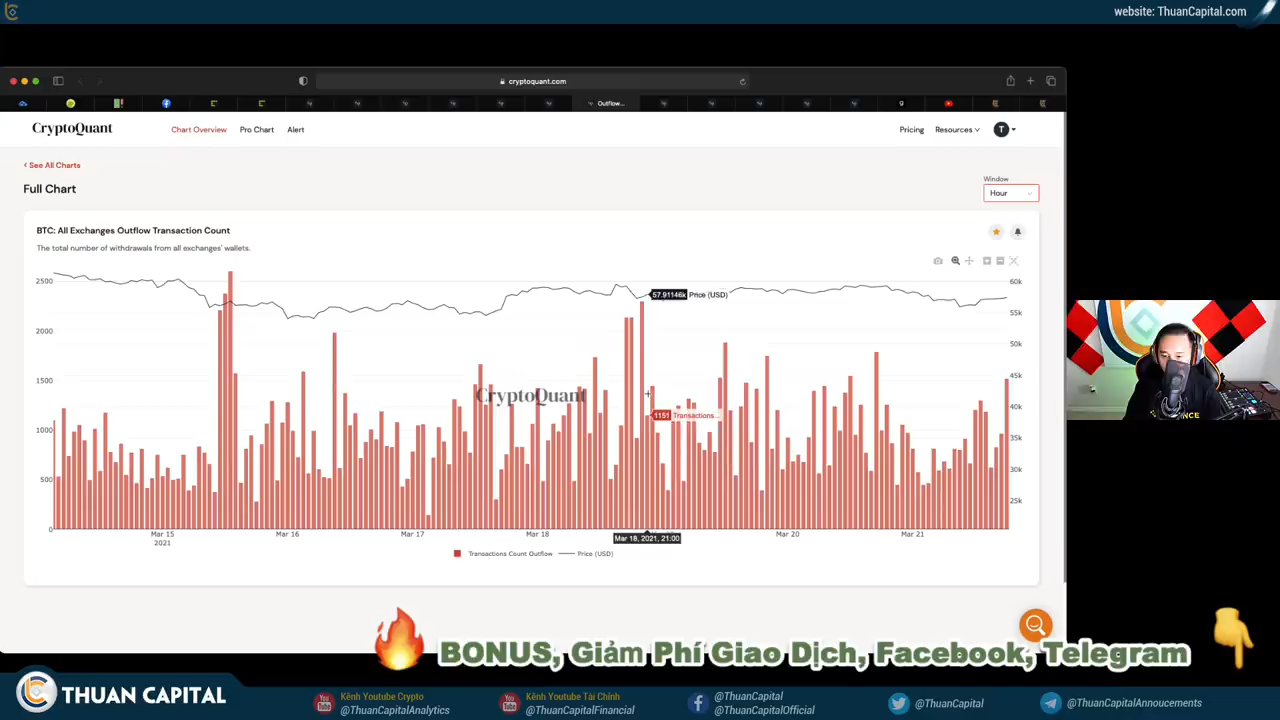 website: ThuanCapital.com
cryptoquant.com
Outflow...
CryptoQuant
Chart Overview
Pro Chart
Alert
Pricing
Resources
T
See All Charts
Full Chart
Window
Hour
BTC: All Exchanges Outflow Transaction Count
The total number of withdrawals from all exchanges' wallets.
2500
2000
1500
1000
500
0
60k
55k
50k
45k
40k
35k
30k
25k
57.91146k Price (USD)
CryptoQuant
1151 Transactions...
Mar 15
2021
Mar 16
Mar 17
Mar 18
Mar 18, 2021, 21:00
Mar 20
Mar 21
Transactions Count Outflow
Price (USD)
BONUS, Giảm Phí Giao Dịch, Facebook, Telegram
THUAN CAPITAL
Kênh Youtube Crypto
@ThuanCapitalAnalytics
Kênh Youtube Tài Chính
@ThuanCapitalFinancial
@ThuanCapital
@ThuanCapitalOfficial
@ThuanCapital
@ThuanCapitalAnnoucements